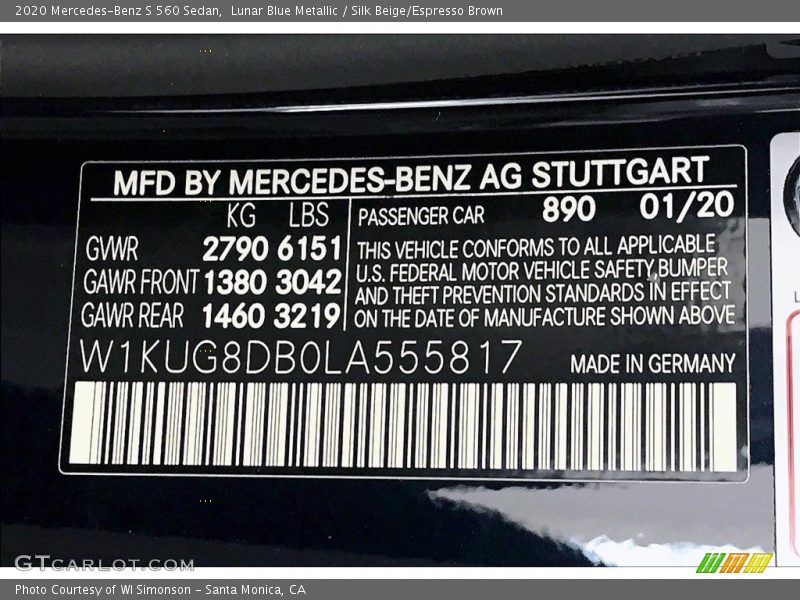 2020 Mercedes-Benz S 560 Sedan, Lunar Blue Metallic / Silk Beige/Espresso Brown
MFD BY MERCEDES-BENZ AG STUTTGART
KG LBS PASSENGER CAR 890 01/20
GVWR 2790 6151 THIS VEHICLE CONFORMS TO ALL APPLICABLE
GAWR FRONT 1380 3042 U.S. FEDERAL MOTOR VEHICLE SAFETY,BUMPER
AND THEFT PREVENTION STANDARDS IN EFFECT
GAWR REAR 1460 3219 ON THE DATE OF MANUFACTURE SHOWN ABOVE
W1KUG8DB0LA555817 MADE IN GERMANY
GTCARLOT.COM
Photo Courtesy of WI Simonson - Santa Monica, CA